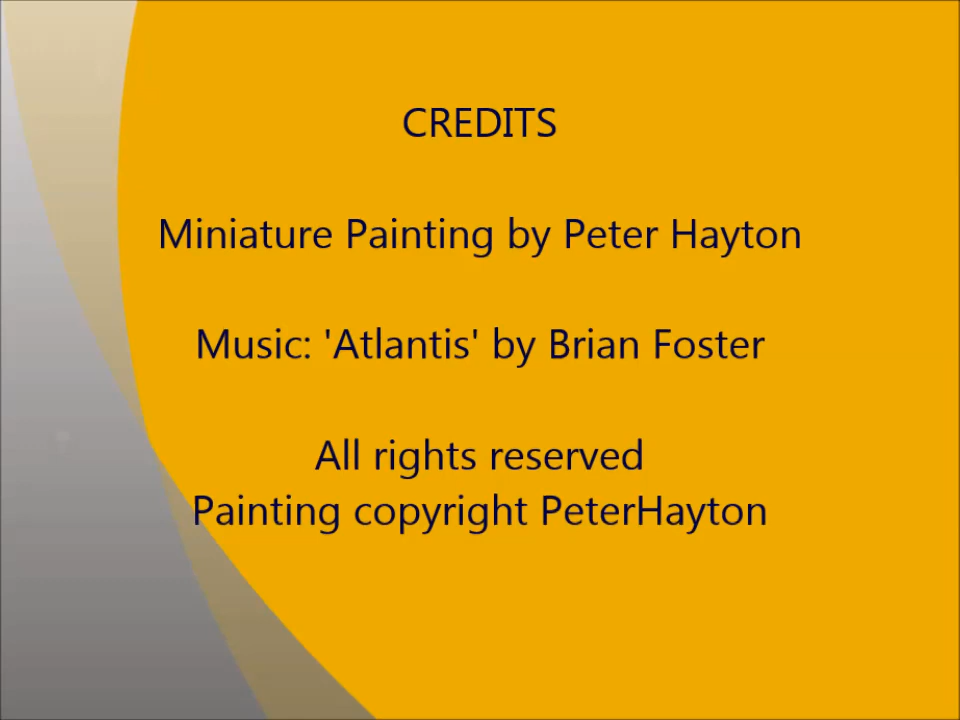 CREDITS
Miniature Painting by Peter Hayton
Music: 'Atlantis' by Brian Foster
All rights reserved
Painting copyright PeterHayton